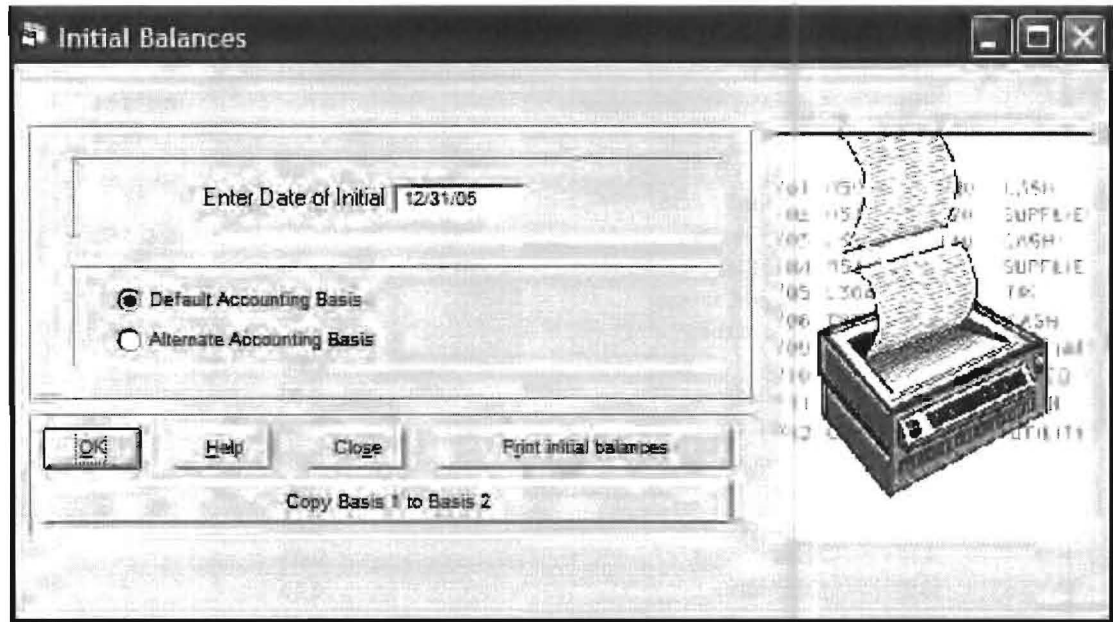 Initial Balances
Enter Date of Initial 12/31/05
Default Accounting Basis
Alternate Accounting Basis
OK Help Close Print initial balances
Copy Basis 1 to Basis 2
CASH
SUPPLIE
CASH
SUPPLIE